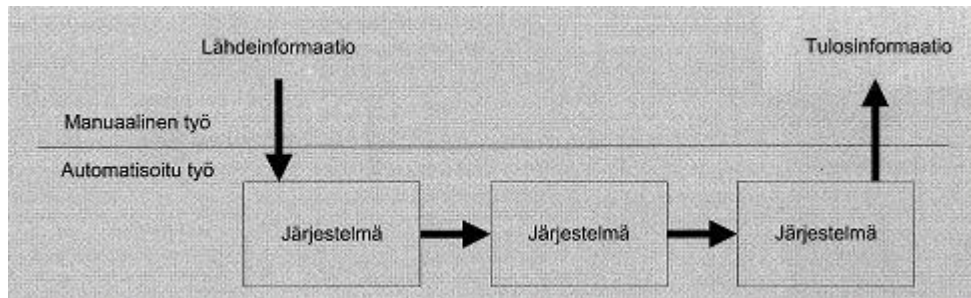 Lähdeinformaatio
Tulosinformaatio
Manuaalinen työ
Automatisoitu työ
Järjestelmä
Järjestelmä
Järjestelmä